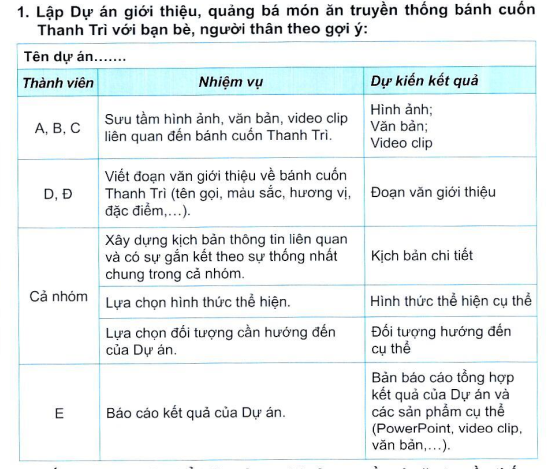 1. Lập Dự án giới thiệu, quảng bá món ăn truyền thống bánh cuốn
Thanh Trì với bạn bè, người thân theo gợi ý:
Tên dự án.......
Thành viên
Nhiệm vụ
Dự kiến kết quả
A, B, C
Sưu tầm hình ảnh, văn bản, video clip
liên quan đến bánh cuốn Thanh Trì.
Hình ảnh;
Văn bản;
Video clip
D, Đ
Viết đoạn văn giới thiệu về bánh cuốn
Thanh Trì (tên gọi, màu sắc, hương vị,
đặc điểm,...).
Đoạn văn giới thiệu
Cả nhóm
Xây dựng kịch bản thông tin liên quan
và có sự gắn kết theo sự thống nhất
chung trong cả nhóm.
Kịch bản chi tiết
Lựa chọn hình thức thể hiện.
Hình thức thể hiện cụ thể
Lựa chọn đối tượng cần hướng đến
của Dự án.
Đối tượng hướng đến
cụ thể
E
Báo cáo kết quả của Dự án.
Bản báo cáo tổng hợp
kết quả của Dự án và
các sản phẩm cụ thể
(PowerPoint, video clip,
văn bản,...).